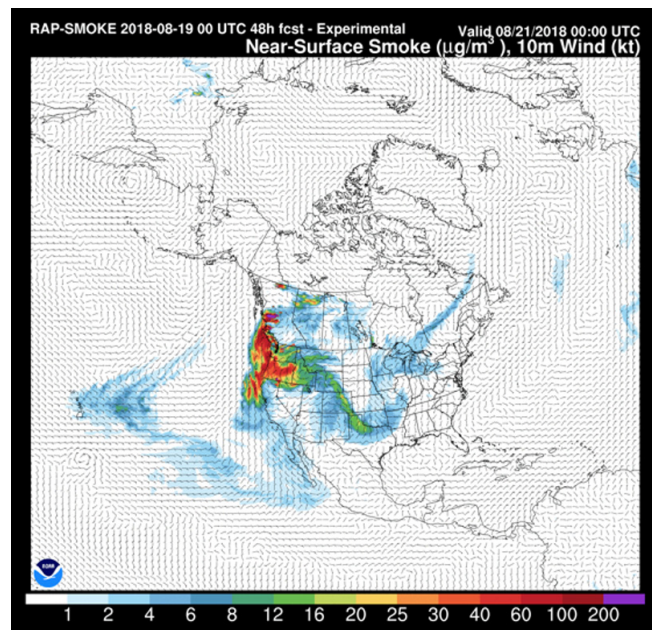 RAP-SMOKE 2018-08-19 00 UTC 48h fcst - Experimental
Valid 08/21/2018 00:00 UTC
Near-Surface Smoke (μg/m³ ), 10m Wind (kt)
1 2 4 6 8 12 16 20 25 30 40 60 100 200